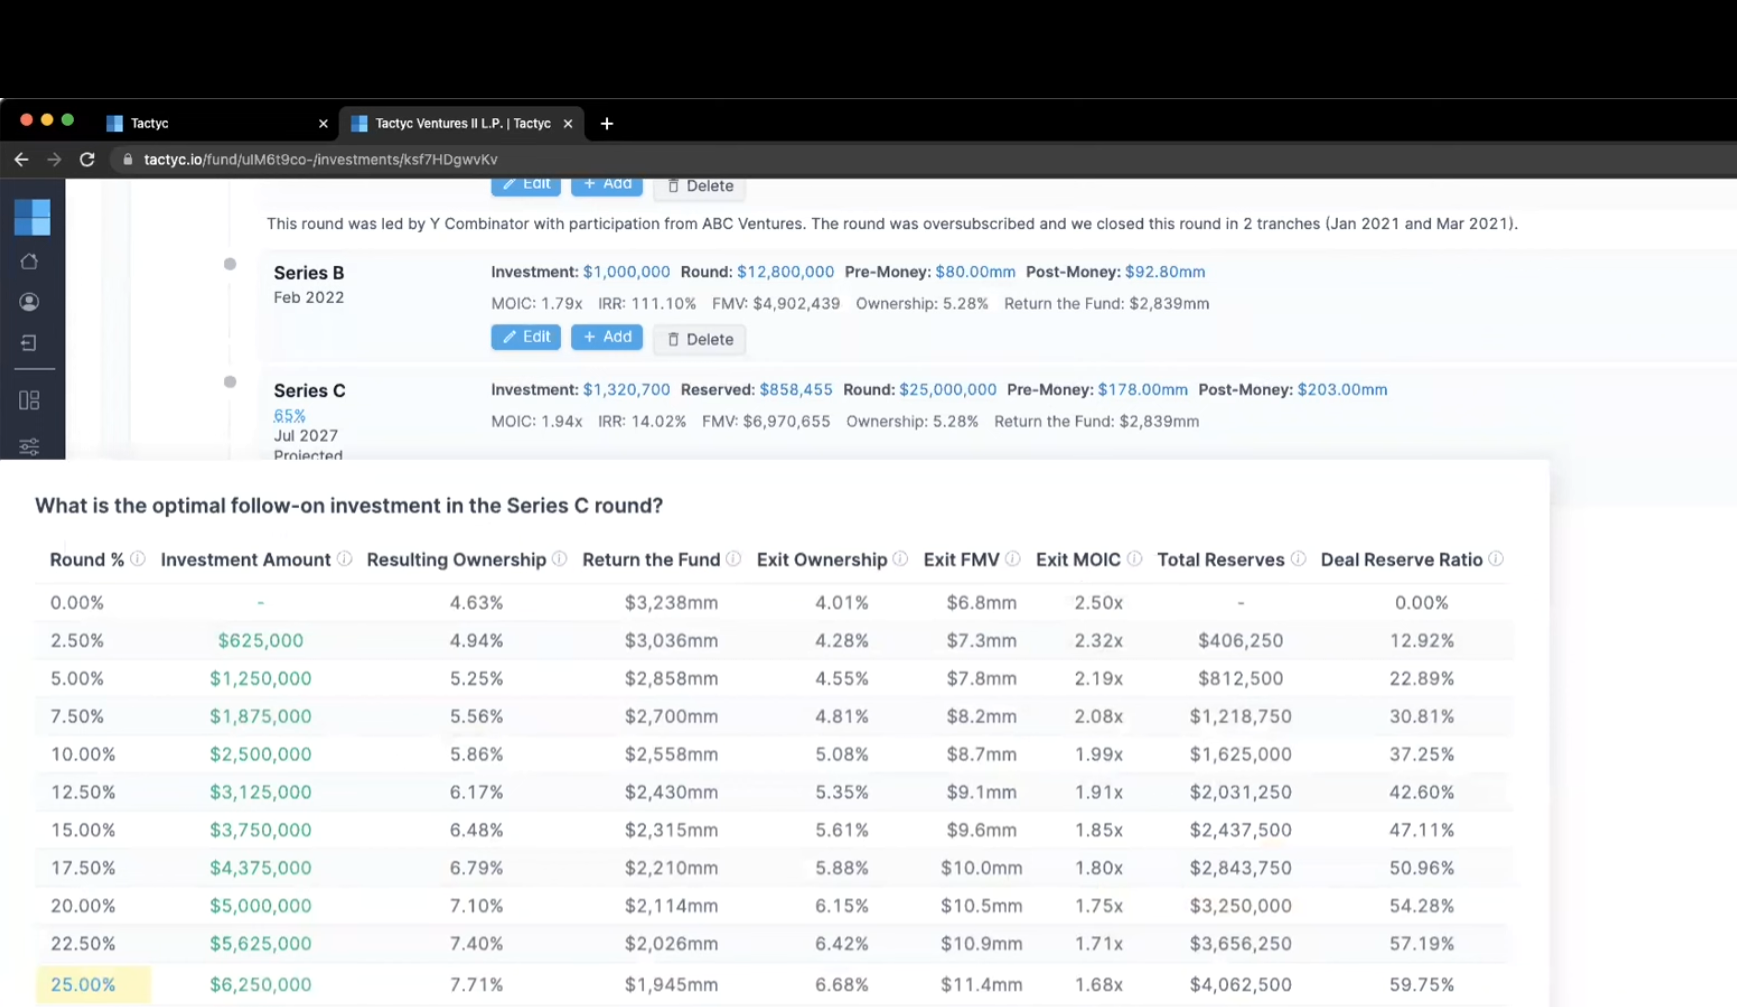 Tactyc
Tactyc Ventures II L.P. | Tactyc
tactyc.io/fund/uIM6t9co-/investments/ksf7HDgwvKv
Edit + Add Delete
This round was led by Y Combinator with participation from ABC Ventures. The round was oversubscribed and we closed this round in 2 tranches (Jan 2021 and Mar 2021).
Series B Investment: $1,000,000 Round: $12,800,000 Pre-Money: $80.00mm Post-Money: $92.80mm
Feb 2022 MOIC: 1.79x IRR: 111.10% FMV: $4,902,439 Ownership: 5.28% Return the Fund: $2,839mm
Edit + Add Delete
Series C Investment: $1,320,700 Reserved: $858,455 Round: $25,000,000 Pre-Money: $178.00mm Post-Money: $203.00mm
65% MOIC: 1.94x IRR: 14.02% FMV: $6,970,655 Ownership: 5.28% Return the Fund: $2,839mm
Jul 2027
Projected
What is the optimal follow-on investment in the Series C round?
Round % Investment Amount Resulting Ownership Return the Fund Exit Ownership Exit FMV Exit MOIC Total Reserves Deal Reserve Ratio
0.00% - 4.63% $3,238mm 4.01% $6.8mm 2.50x - 0.00%
2.50% $625,000 4.94% $3,036mm 4.28% $7.3mm 2.32x $406,250 12.92%
5.00% $1,250,000 5.25% $2,858mm 4.55% $7.8mm 2.19x $812,500 22.89%
7.50% $1,875,000 5.56% $2,700mm 4.81% $8.2mm 2.08x $1,218,750 30.81%
10.00% $2,500,000 5.86% $2,558mm 5.08% $8.7mm 1.99x $1,625,000 37.25%
12.50% $3,125,000 6.17% $2,430mm 5.35% $9.1mm 1.91x $2,031,250 42.60%
15.00% $3,750,000 6.48% $2,315mm 5.61% $9.6mm 1.85x $2,437,500 47.11%
17.50% $4,375,000 6.79% $2,210mm 5.88% $10.0mm 1.80x $2,843,750 50.96%
20.00% $5,000,000 7.10% $2,114mm 6.15% $10.5mm 1.75x $3,250,000 54.28%
22.50% $5,625,000 7.40% $2,026mm 6.42% $10.9mm 1.71x $3,656,250 57.19%
25.00% $6,250,000 7.71% $1,945mm 6.68% $11.4mm 1.68x $4,062,500 59.75%